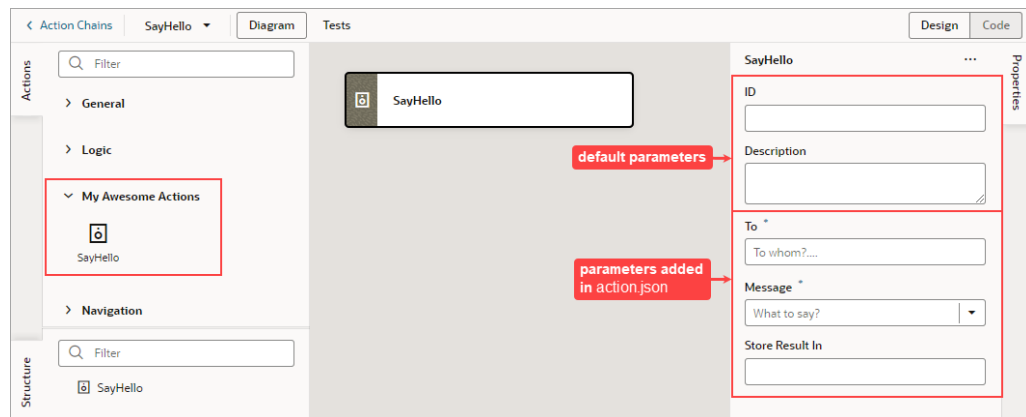 Action Chains
SayHello
Diagram
Tests
Design
Code
Actions
Filter
General
Logic
My Awesome Actions
SayHello
Navigation
Structure
Filter
SayHello
SayHello
default parameters
parameters added
in action.json
SayHello
...
Properties
ID
Description
To *
To whom?....
Message *
What to say?
Store Result In